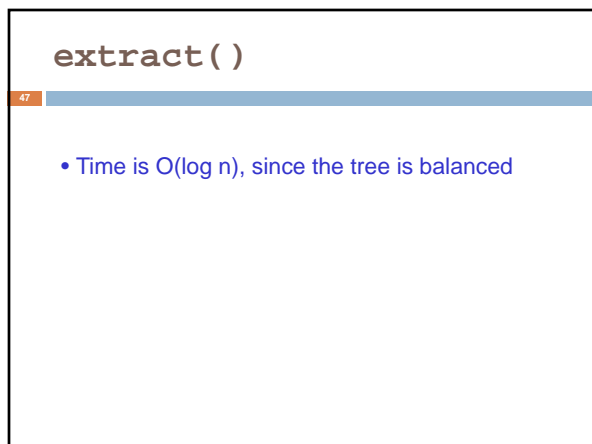 extract()
47
• Time is O(log n), since the tree is balanced